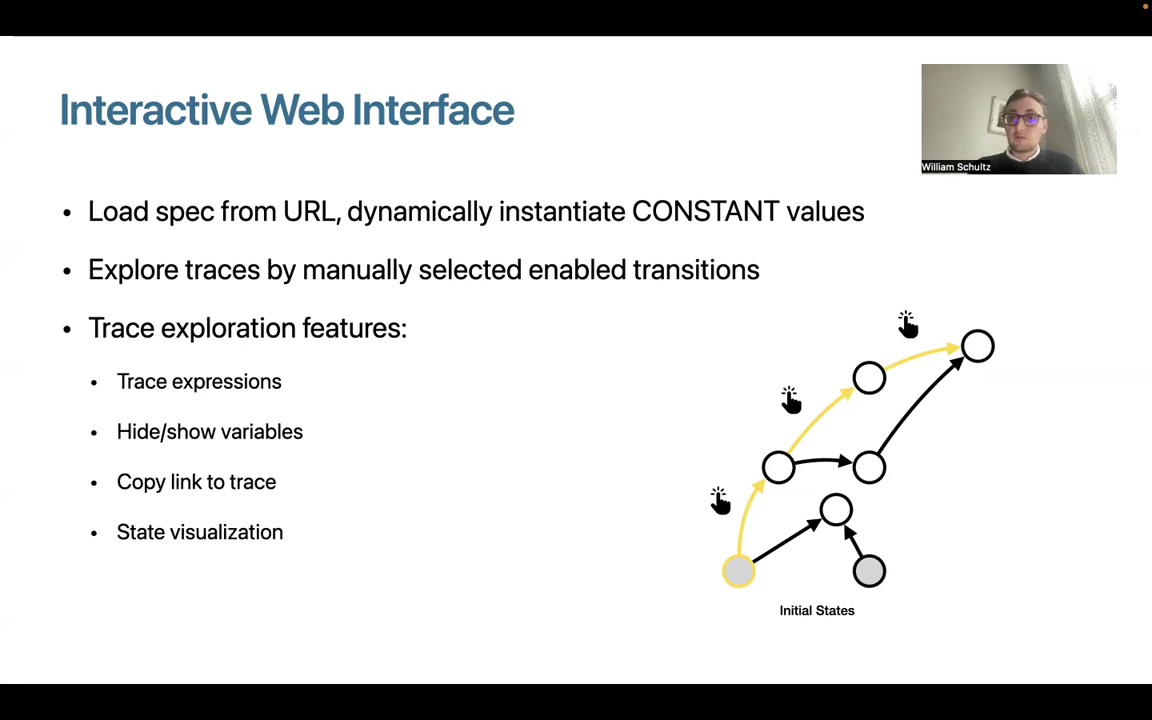 Interactive Web Interface
William Schultz
• Load spec from URL, dynamically instantiate CONSTANT values
• Explore traces by manually selected enabled transitions
• Trace exploration features:
• Trace expressions
• Hide/show variables
• Copy link to trace
• State visualization
Initial States